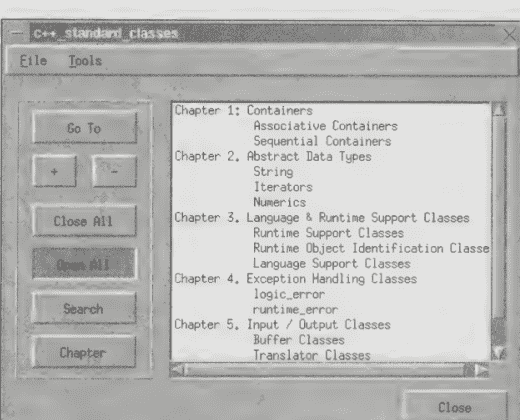 c++_standard_classes
File Tools
Go To
+ -
Close All
Open All
Search
Chapter
Chapter 1: Containers
Associative Containers
Sequential Containers
Chapter 2. Abstract Data Types
String
Iterators
Numerics
Chapter 3. Language & Runtime Support Classes
Runtime Support Classes
Runtime Object Identification Classe
Language Support Classes
Chapter 4. Exception Handling Classes
logic_error
runtime_error
Chapter 5. Input / Output Classes
Buffer Classes
Translator Classes
Close